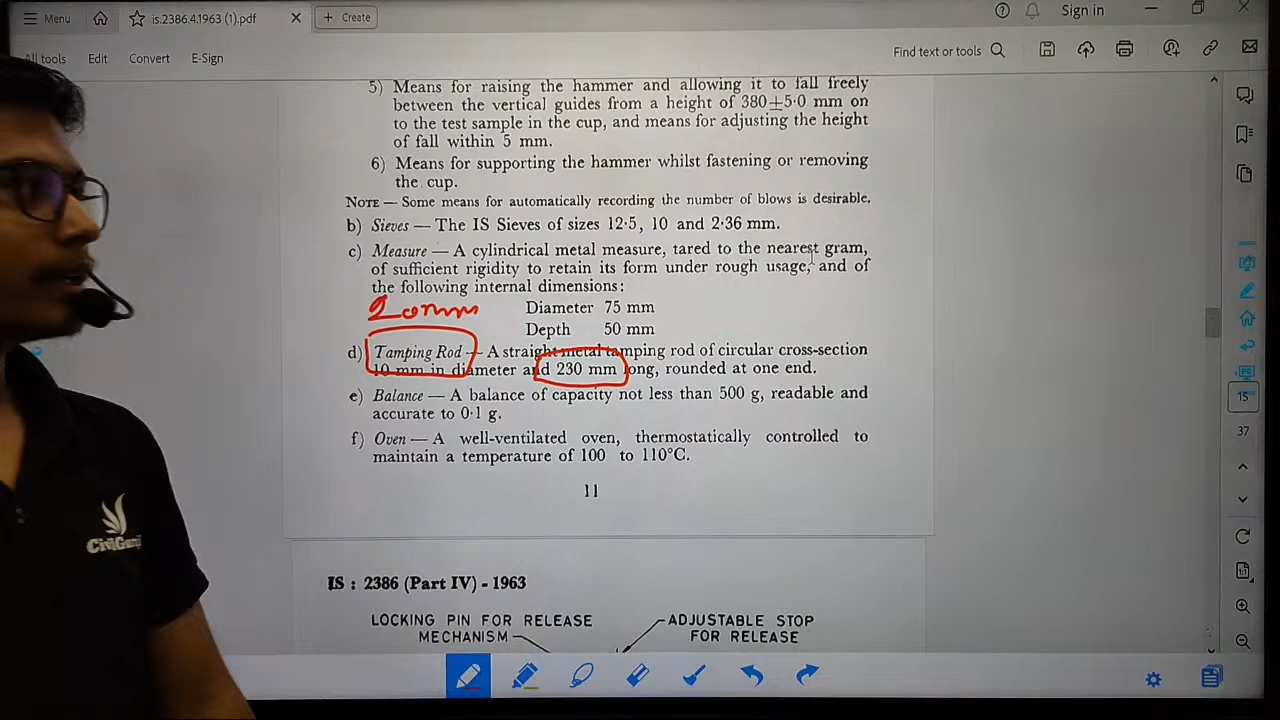 Menu
is.2386.4.1963 (1).pdf
Create
Sign in
All tools Edit Convert E-Sign
Find text or tools
5) Means for raising the hammer and allowing it to fall freely
between the vertical guides from a height of 380±5·0 mm on
to the test sample in the cup, and means for adjusting the height
of fall within 5 mm.
6) Means for supporting the hammer whilst fastening or removing
the cup.
NOTE — Some means for automatically recording the number of blows is desirable.
b) Sieves — The IS Sieves of sizes 12·5, 10 and 2·36 mm.
c) Measure — A cylindrical metal measure, tared to the nearest gram,
of sufficient rigidity to retain its form under rough usage, and of
the following internal dimensions:
Diameter 75 mm
Depth 50 mm
d) Tamping Rod — A straight metal tamping rod of circular cross-section
10 mm in diameter and 230 mm long, rounded at one end.
e) Balance — A balance of capacity not less than 500 g, readable and
accurate to 0·1 g.
f) Oven — A well-ventilated oven, thermostatically controlled to
maintain a temperature of 100 to 110°C.
11
IS : 2386 (Part IV) - 1963
LOCKING PIN FOR RELEASE
MECHANISM
ADJUSTABLE STOP
FOR RELEASE
15
37
1:1